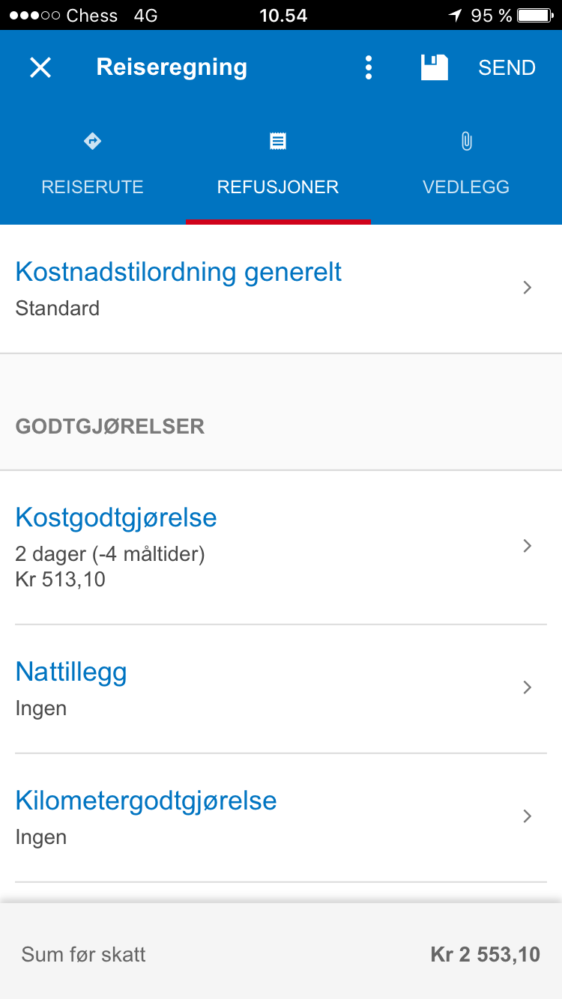 Chess 4G 10.54 95 %
Reiseregning SEND
REISERUTE REFUSJONER VEDLEGG
Kostnadstilordning generelt
Standard
GODTGJØRELSER
Kostgodtgjørelse
2 dager (-4 måltider)
Kr 513,10
Nattillegg
Ingen
Kilometergodtgjørelse
Ingen
Sum før skatt Kr 2 553,10